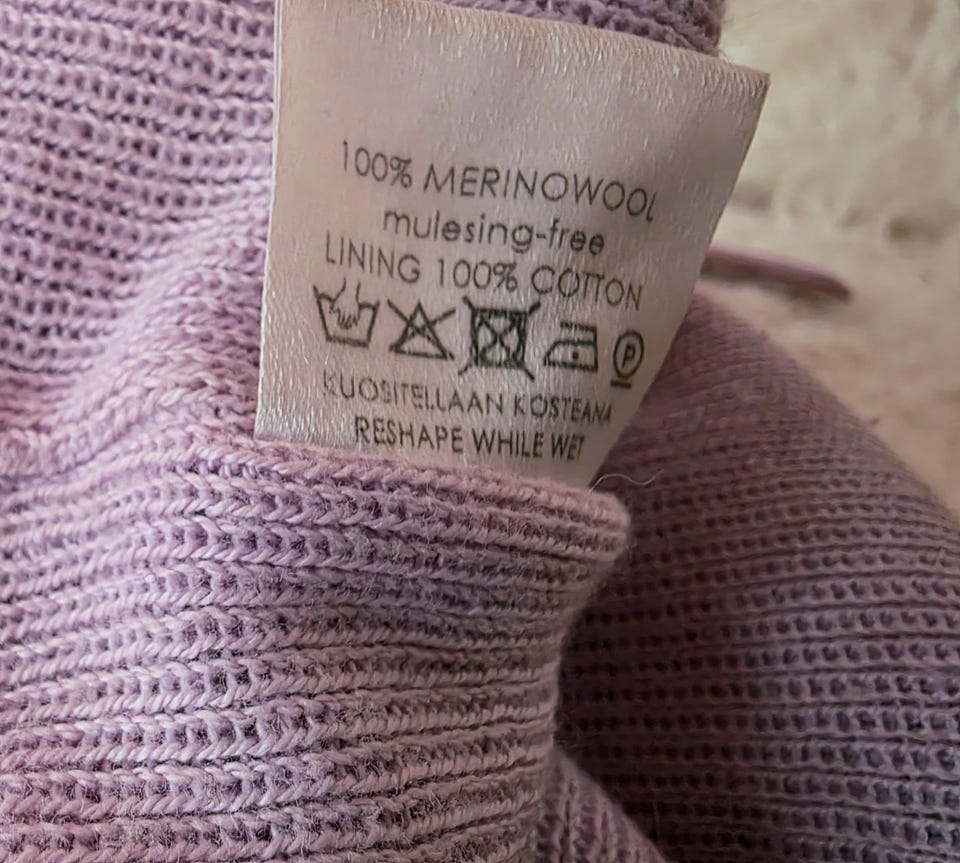 100% MERINOWOOL
mulesing-free
LINING 100% COTTON
P
KUOSITELLAAN KOSTEANA
RESHAPE WHILE WET